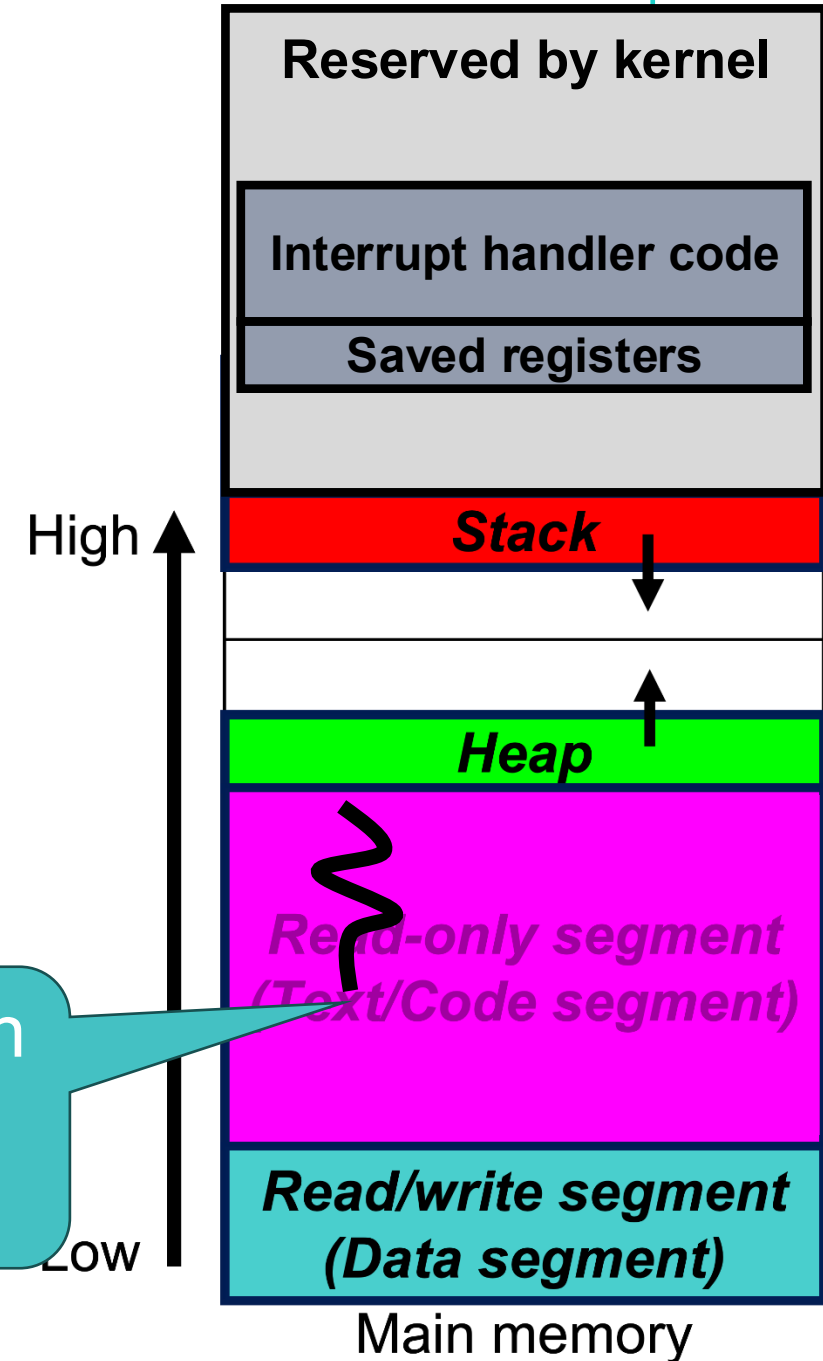 Reserved by kernel
Interrupt handler code
Saved registers
High
Stack
Heap
Read-only segment
(Text/Code segment)
Read/write segment
(Data segment)
Low
Main memory